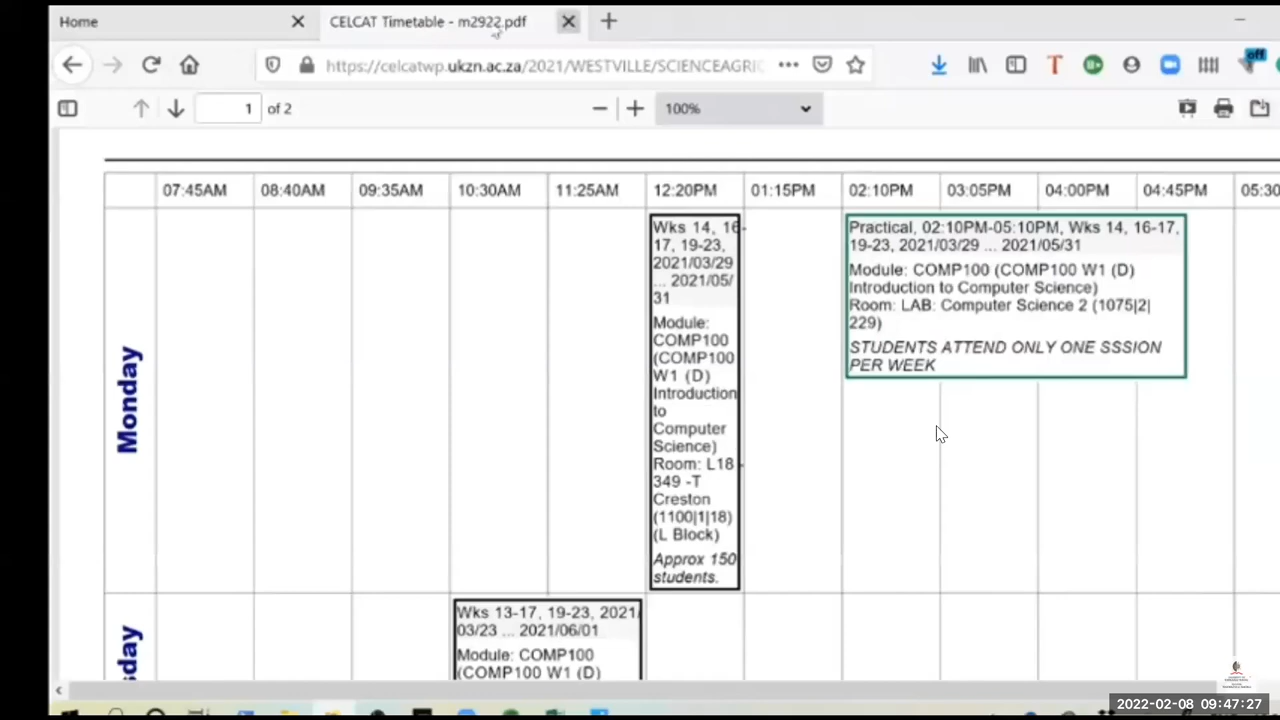 Home
CELCAT Timetable - m2922.pdf
https://celcatwp.ukzn.ac.za/2021/WESTVILLE/SCIENCEAGRIC
off
1 of 2
100%
07:45AM 08:40AM 09:35AM 10:30AM 11:25AM 12:20PM 01:15PM 02:10PM 03:05PM 04:00PM 04:45PM 05:30
Monday
Wks 14, 16-
17, 19-23,
2021/03/29
... 2021/05/
31
Module:
COMP100
(COMP100
W1 (D)
Introduction
to
Computer
Science)
Room: L18 -
349 -T
Creston
(1100|1|18)
(L Block)
Approx 150
students.
Practical, 02:10PM-05:10PM, Wks 14, 16-17,
19-23, 2021/03/29 ... 2021/05/31
Module: COMP100 (COMP100 W1 (D)
Introduction to Computer Science)
Room: LAB: Computer Science 2 (1075|2|
229)
STUDENTS ATTEND ONLY ONE SSSION
PER WEEK
sday
Wks 13-17, 19-23, 2021/
03/23 ... 2021/06/01
Module: COMP100
(COMP100 W1 (D)
2022-02-08 09:47:27